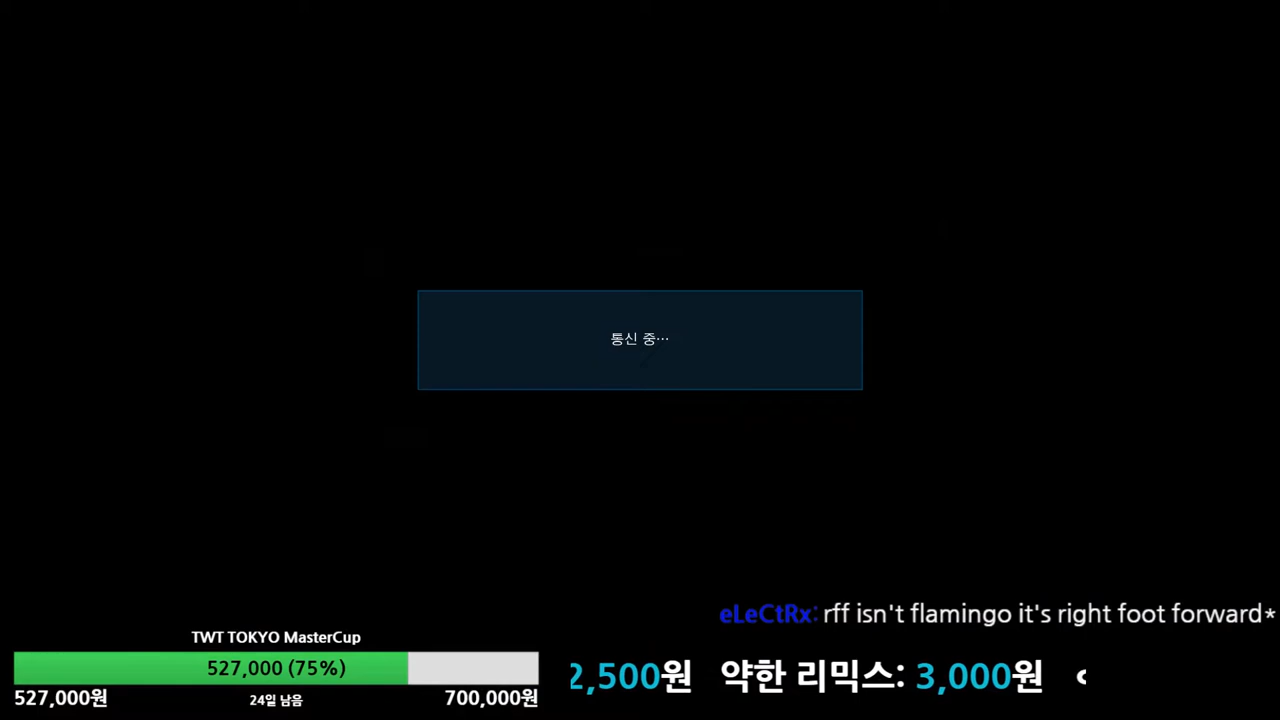 통신 중…
eLeCtRx: rff isn't flamingo it's right foot forward*
TWT TOKYO MasterCup
527,000 (75%)
527,000원 24일 남음 700,000원
2,500원 약한 리믹스: 3,000원